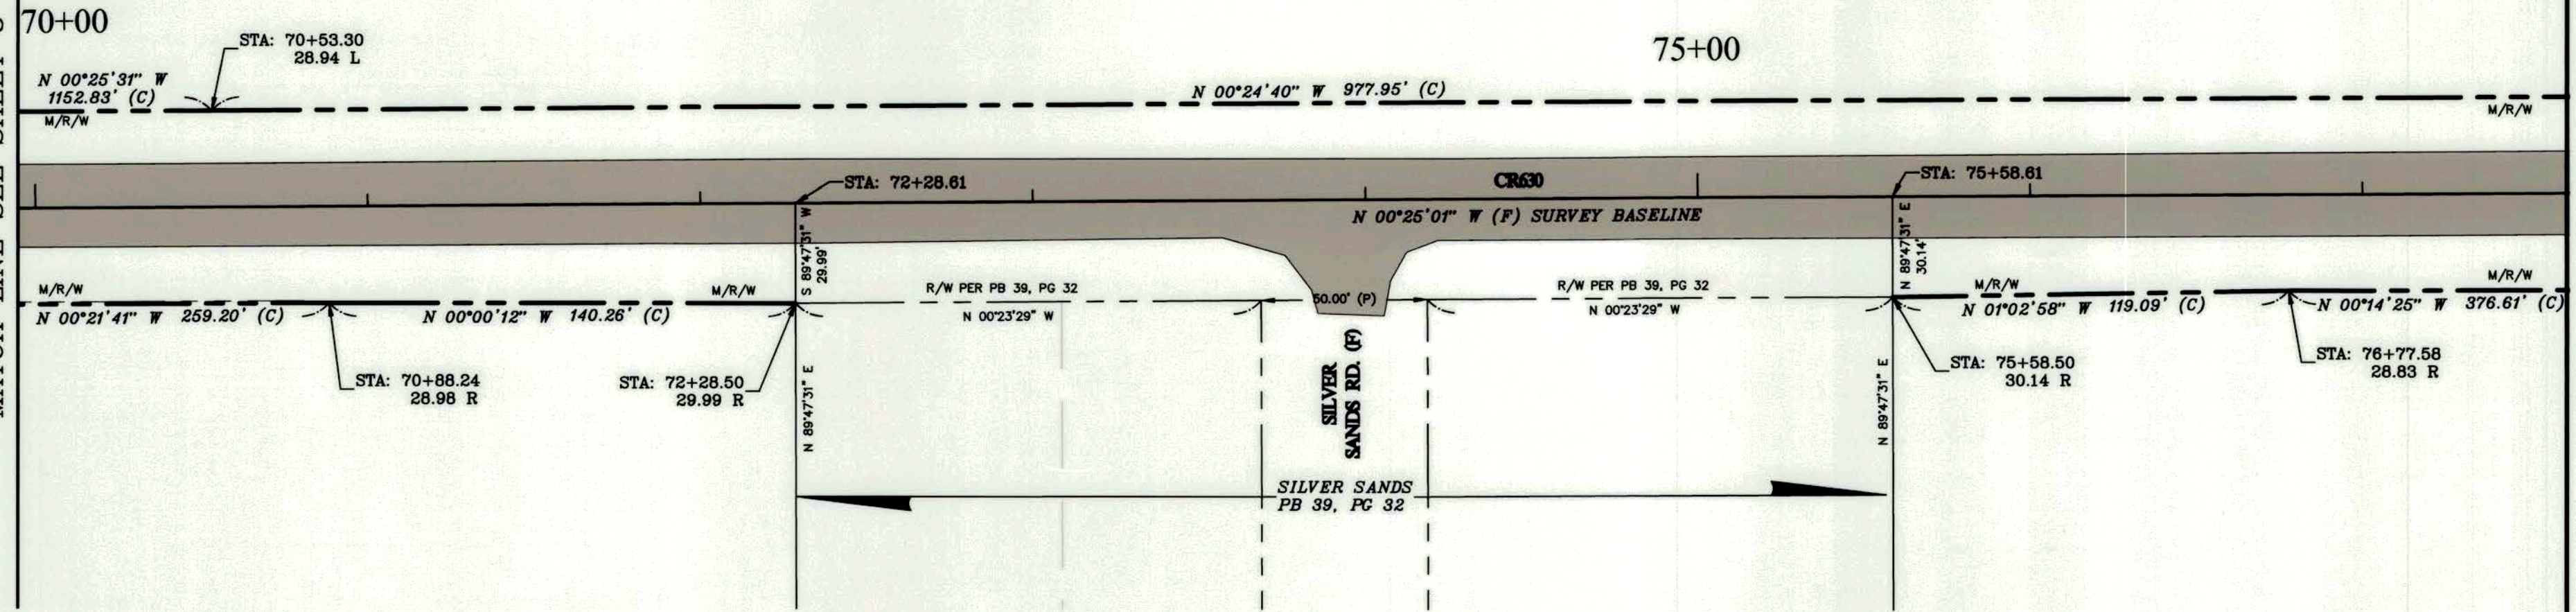 70+00
STA: 70+53.30
28.94 L
N 00°25'31" W
1152.83' (C)
M/R/W
N 00°24'40" W 977.95' (C)
75+00
M/R/W
STA: 72+28.61
CR630
STA: 75+58.61
N 00°25'01" W (F) SURVEY BASELINE
S 89°47'31" W
29.99'
N 89°47'31" E
30.14'
M/R/W
N 00°21'41" W 259.20' (C)
N 00°00'12" W 140.26' (C)
M/R/W
R/W PER PB 39, PG 32
N 00°23'29" W
50.00' (P)
R/W PER PB 39, PG 32
N 00°23'29" W
M/R/W
N 01°02'58" W 119.09' (C)
M/R/W
N 00°14'25" W 376.61' (C)
STA: 70+88.24
28.98 R
STA: 72+28.50
29.99 R
N 89°47'31" E
SILVER
SANDS RD. (F)
N 89°47'31" E
STA: 75+58.50
30.14 R
STA: 76+77.58
28.83 R
SILVER SANDS
PB 39, PG 32